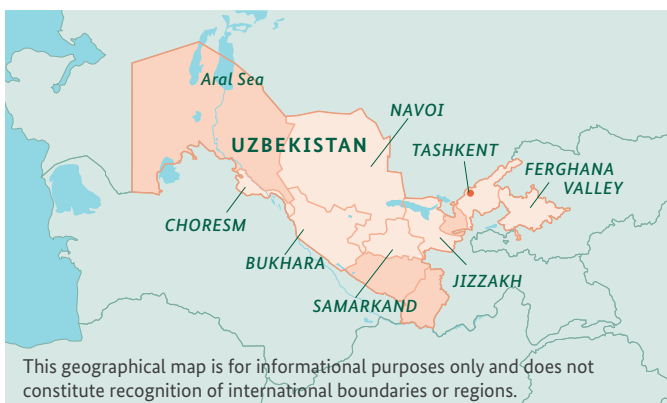 Aral Sea
NAVOI
UZBEKISTAN
TASHKENT
FERGHANA
VALLEY
CHORESM
BUKHARA
JIZZAKH
SAMARKAND
This geographical map is for informational purposes only and does not
constitute recognition of international boundaries or regions.